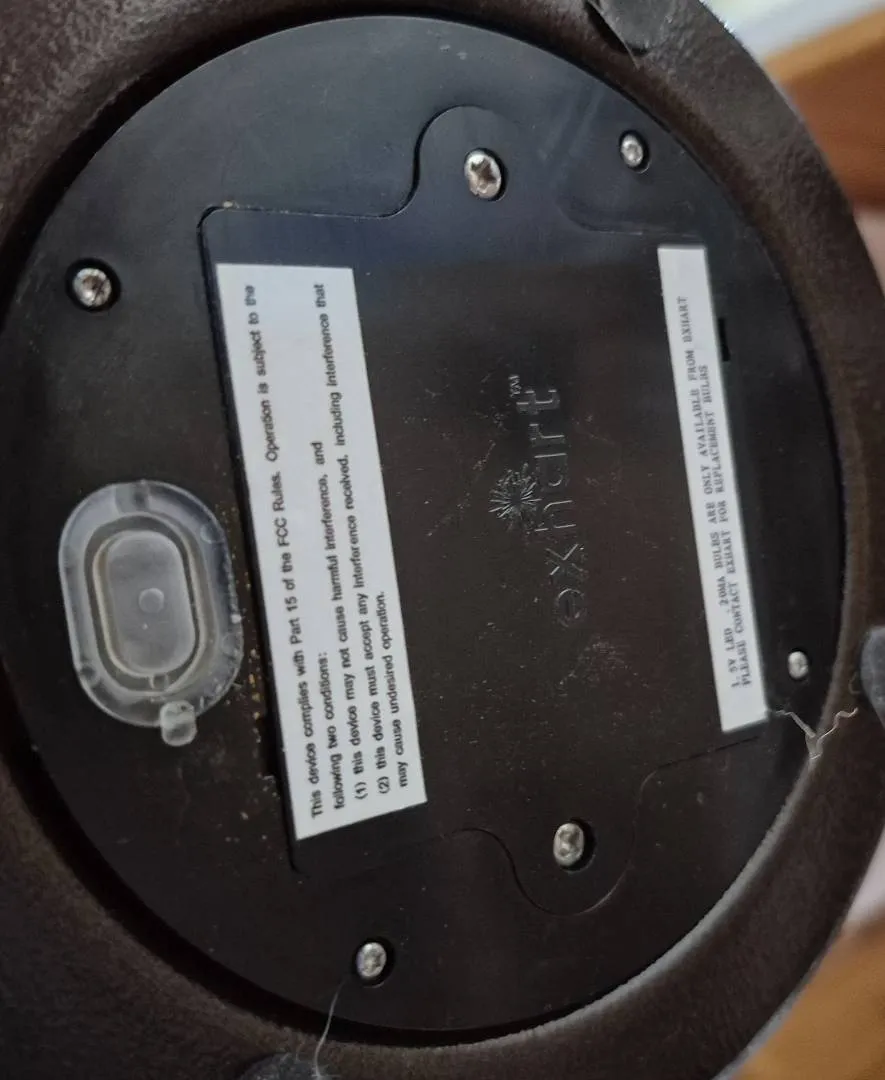 This device complies with Part 15 of the FCC Rules. Operation is subject to the
following two conditions:
(1) this device may not cause harmful interference, and
(2) this device must accept any interference received, including interference that
may cause undesired operation.
exhart™
1.5V LED , 20MA BULBS ARE ONLY AVAILABLE FROM EXHART
PLEASE CONTACT EXHART FOR REPLACEMENT BULBS